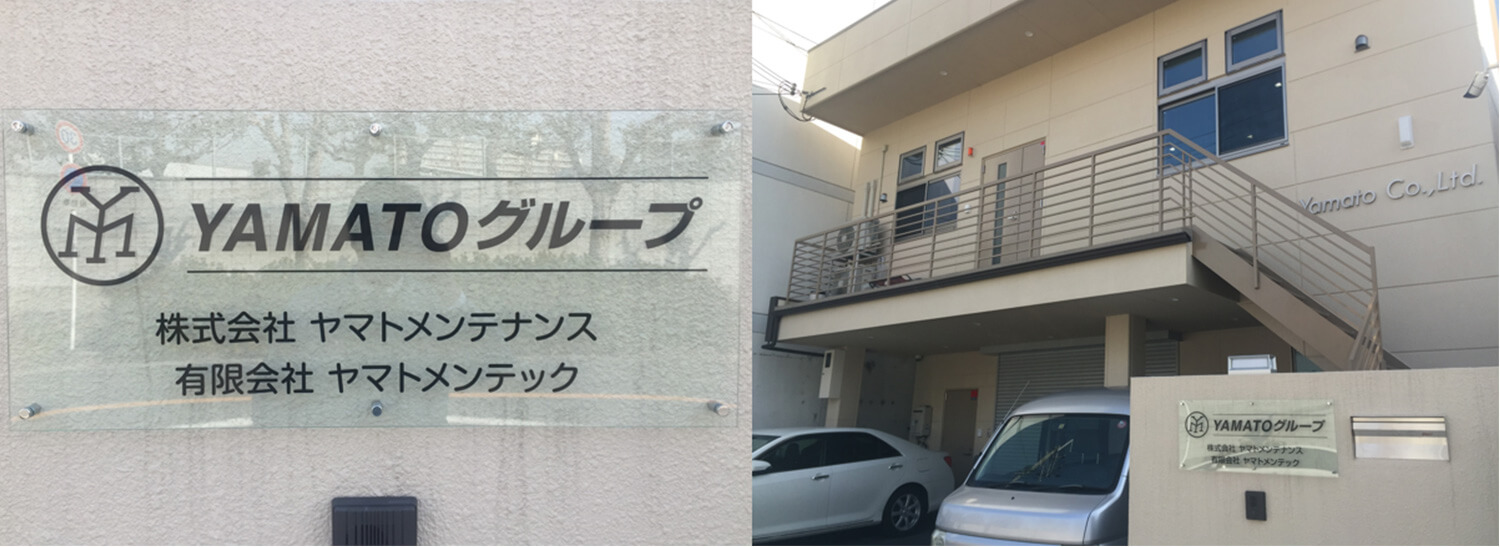 YM
YAMATOグループ
株式会社 ヤマトメンテナンス
有限会社 ヤマトメンテック
Yamato Co.,Ltd.
YM
YAMATOグループ
株式会社 ヤマトメンテナンス
有限会社 ヤマトメンテック